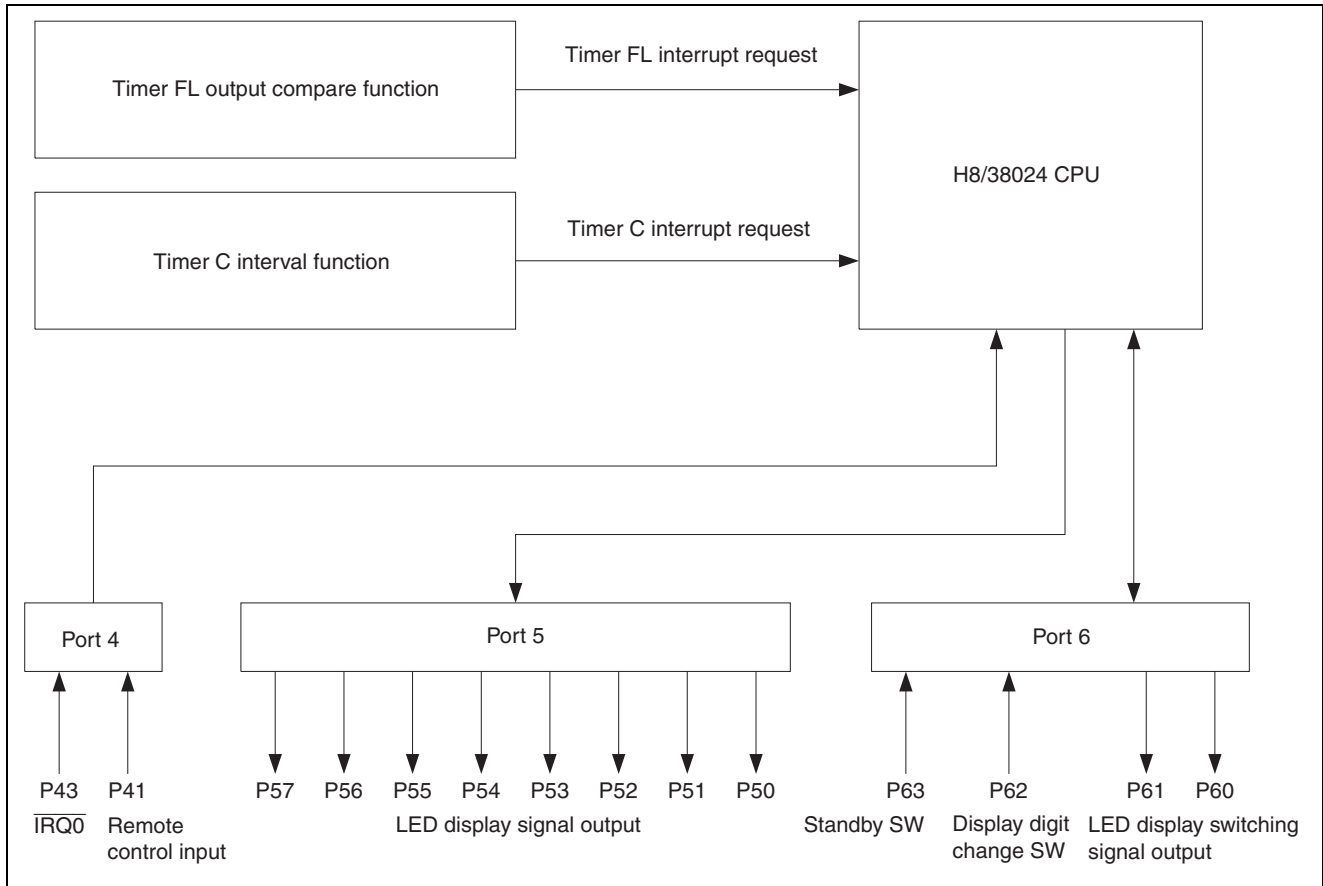 Timer FL output compare function
Timer FL interrupt request
H8/38024 CPU
Timer C interval function
Timer C interrupt request
Port 4
Port 5
Port 6
P43
IRQ0
P41
Remote
control input
P57 P56 P55 P54 P53 P52 P51 P50
LED display signal output
P63
Standby SW
P62
Display digit
change SW
P61 P60
LED display switching
signal output